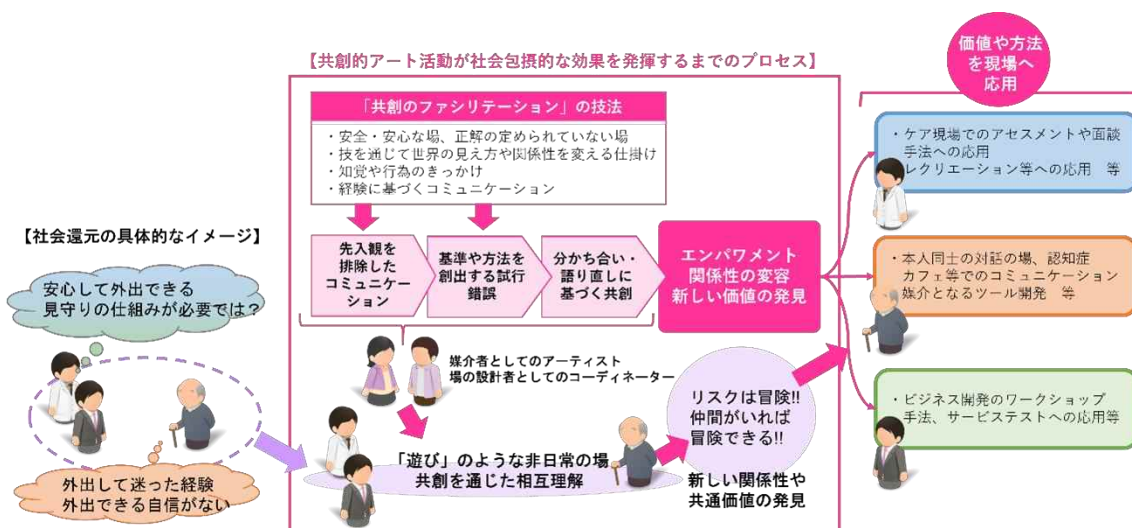 【共創的アート活動が社会包摂的な効果を発揮するまでのプロセス】
「共創のファシリテーション」の技法
・安全・安心な場、正解の定められていない場
・技を通じて世界の見え方や関係性を変える仕掛け
・知覚や行為のきっかけ
・経験に基づくコミュニケーション
先入観を
排除した
コミュニケー
ション
基準や方法を
創出する試行
錯誤
分かち合い・
語り直しに
基づく共創
エンパワメント
関係性の変容
新しい価値の発見
媒介者としてのアーティスト
場の設計者としてのコーディネーター
「遊び」のような非日常の場
共創を通じた相互理解
リスクは冒険!!
仲間がいれば
冒険できる!!
新しい関係性や
共通価値の発見
【社会還元の具体的なイメージ】
安心して外出できる
見守りの仕組みが必要では？
外出して迷った経験
外出できる自信がない
価値や方法
を現場へ
応用
・ケア現場でのアセスメントや面談
手法への応用
レクリエーション等への応用　等
・本人同士の対話の場、認知症
カフェ等でのコミュニケーション
媒介となるツール開発　等
・ビジネス開発のワークショップ
手法、サービステストへの応用等